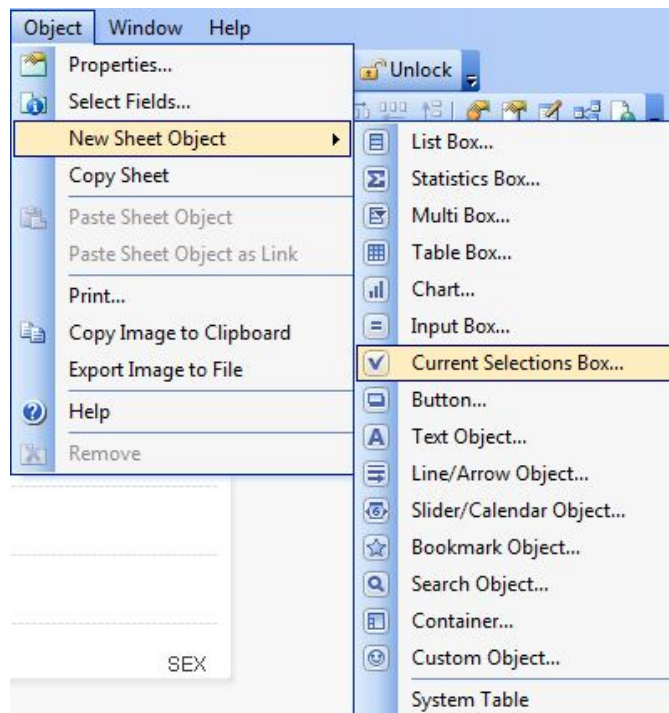 Object Window Help
Properties...
Select Fields...
New Sheet Object
Copy Sheet
Paste Sheet Object
Paste Sheet Object as Link
Print...
Copy Image to Clipboard
Export Image to File
Help
Remove
Unlock
List Box...
Statistics Box...
Multi Box...
Table Box...
Chart...
Input Box...
Current Selections Box...
Button...
Text Object...
Line/Arrow Object...
Slider/Calendar Object...
Bookmark Object...
Search Object...
Container...
Custom Object...
System Table
SEX